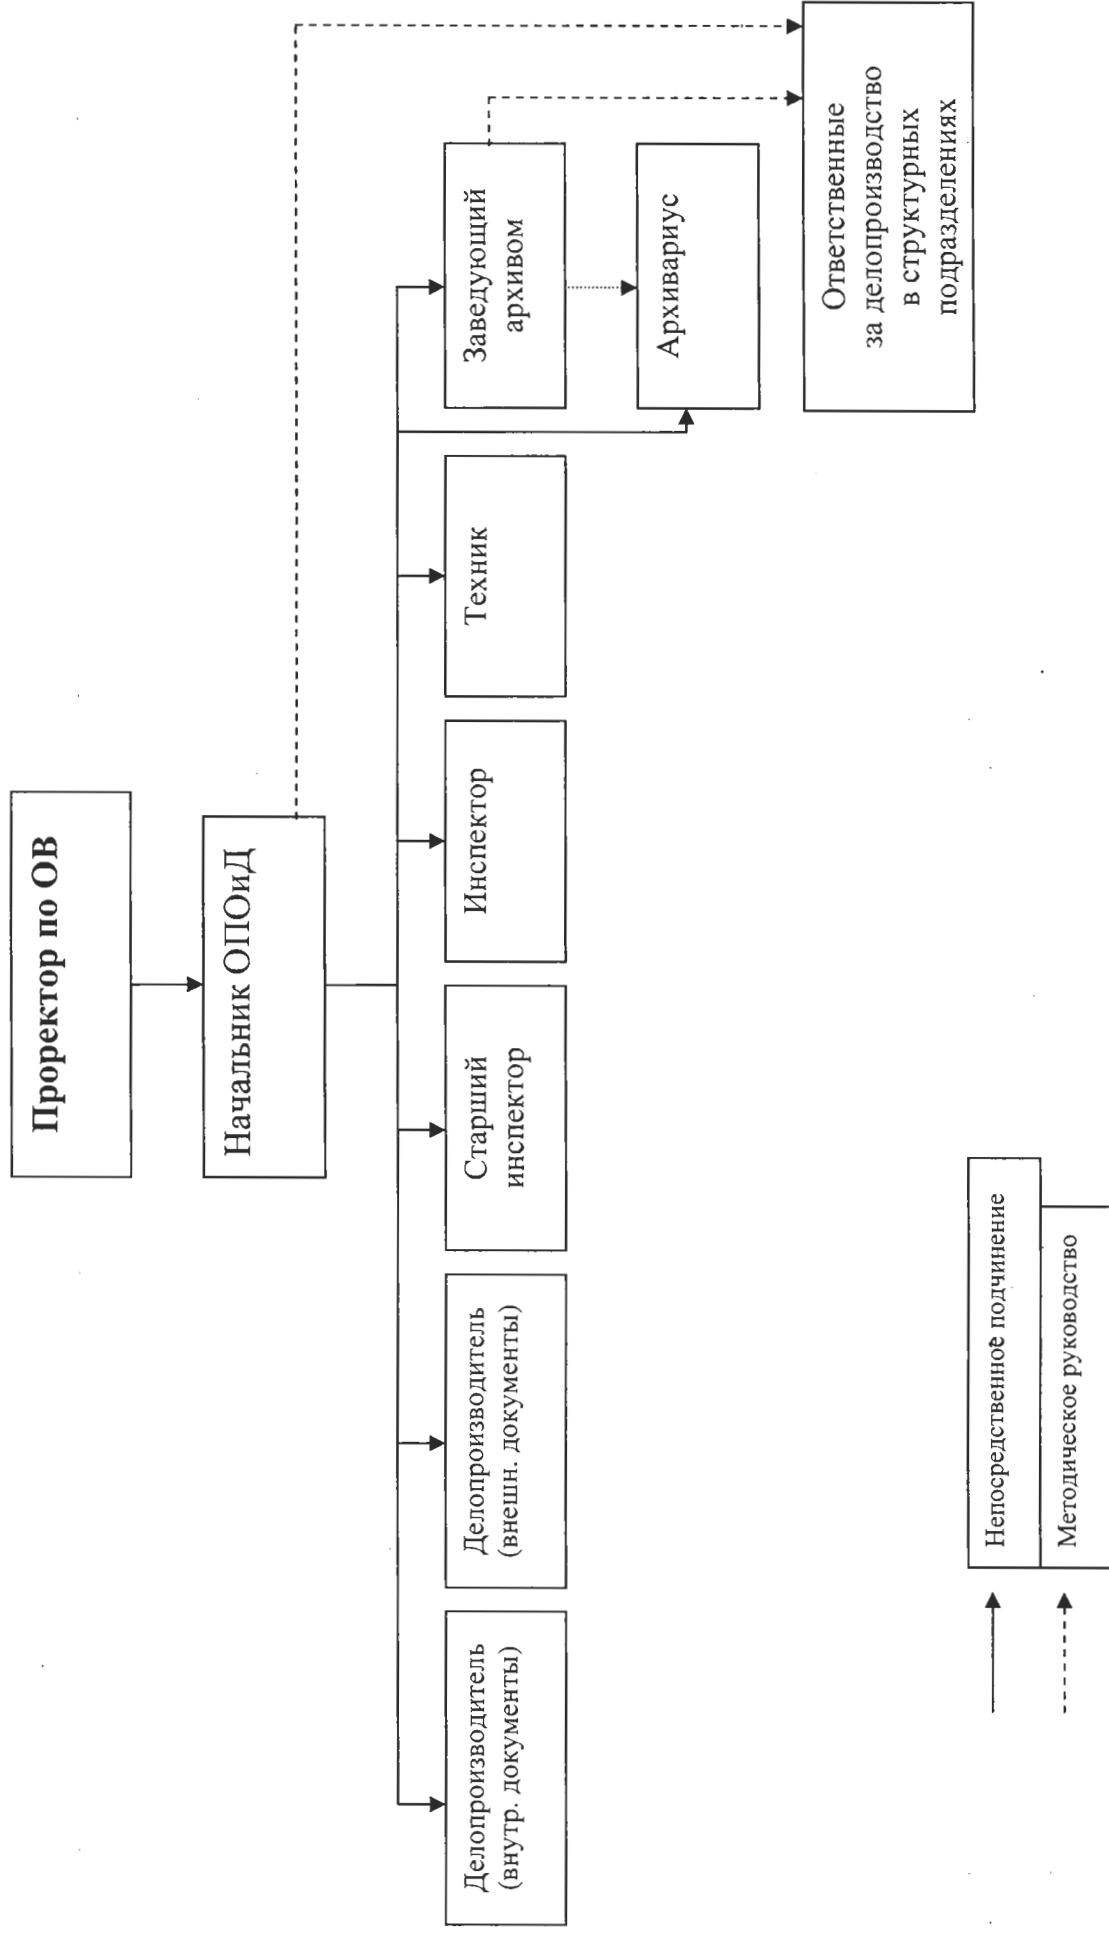 Проректор по ОВ
Начальник ОПОиД
Делопроизводитель
(внутр. документы)
Делопроизводитель
(внешн. документы)
Старший
инспектор
Инспектор
Техник
Заведующий
архивом
Архивариус
Ответственные
за делопроизводство
в структурных
подразделениях
Непосредственное подчинение
Методическое руководство